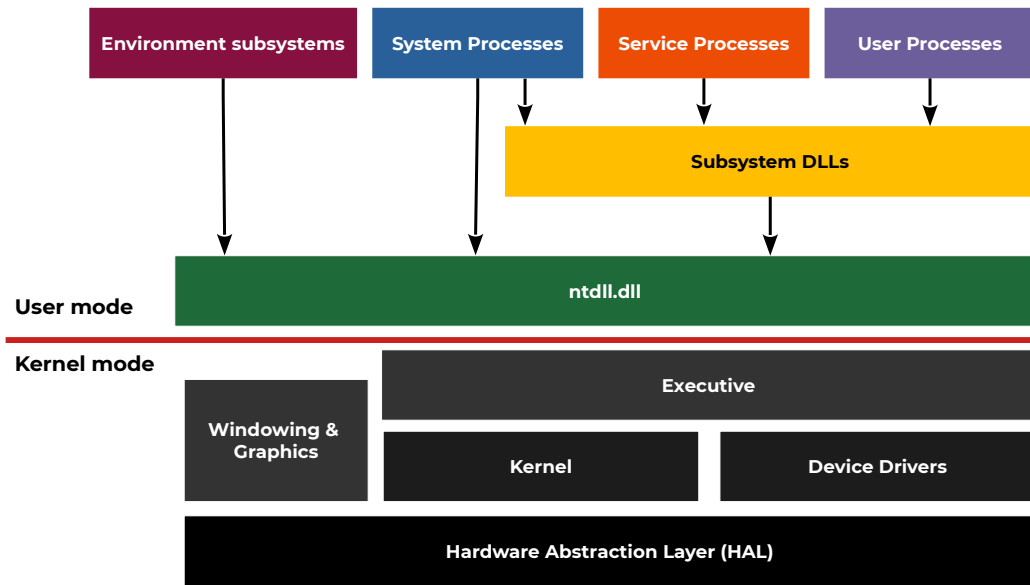 Environment subsystems
System Processes
Service Processes
User Processes
Subsystem DLLs
ntdll.dll
User mode
Kernel mode
Executive
Windowing &
Graphics
Kernel
Device Drivers
Hardware Abstraction Layer (HAL)